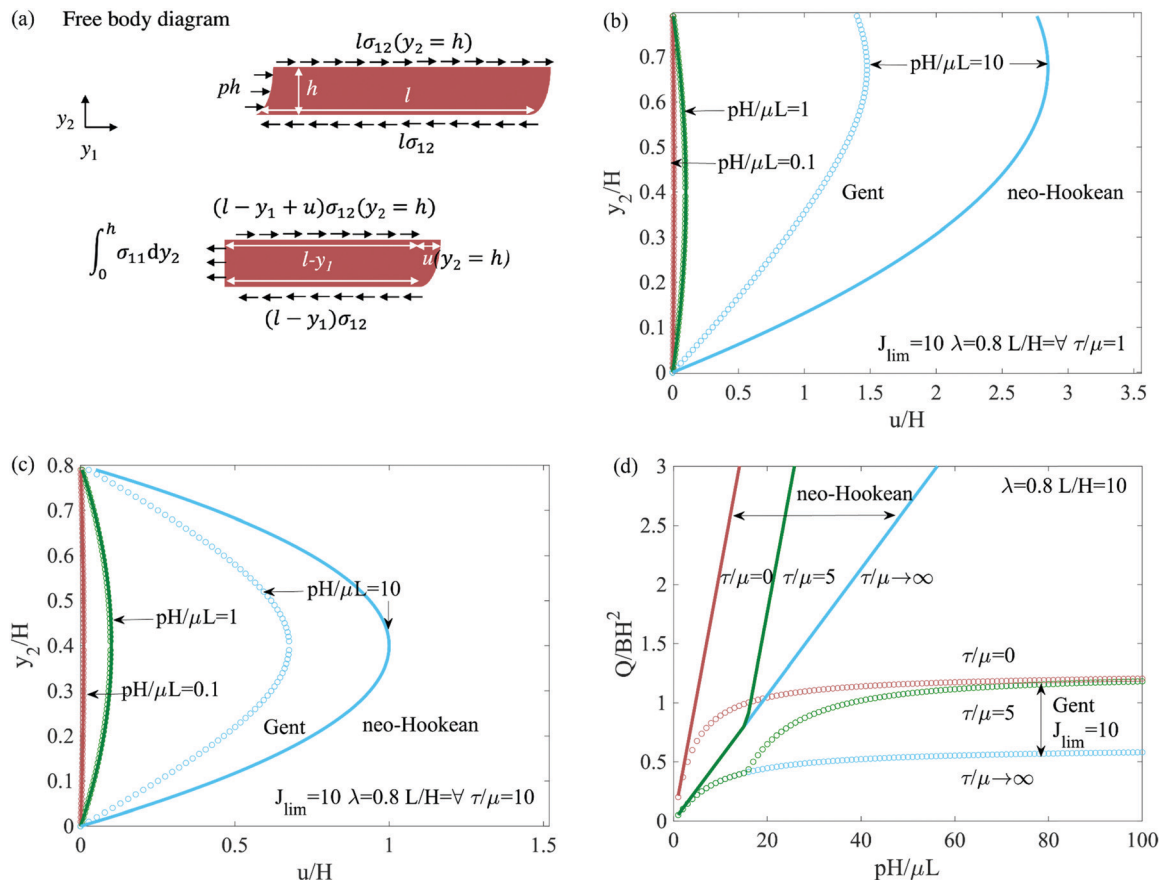 (a) Free body diagram
lσ₁₂(y₂ = h)
ph
h
l
lσ₁₂
y₂
y₁
(l − y₁ + u)σ₁₂(y₂ = h)
∫₀ʰ σ₁₁dy₂
l-y₁
u(y₂ = h)
(l − y₁)σ₁₂
(b)
0.7
0.6
0.5
0.4
0.3
0.2
0.1
0
y₂/H
pH/μL=10
pH/μL=1
pH/μL=0.1
Gent
neo-Hookean
J_lim=10 λ=0.8 L/H=∀ τ/μ=1
0 0.5 1 1.5 2 2.5 3 3.5
u/H
(c)
0.8
0.7
0.6
0.5
0.4
0.3
0.2
0.1
0
y₂/H
pH/μL=10
pH/μL=1
pH/μL=0.1
Gent
neo-Hookean
J_lim=10 λ=0.8 L/H=∀ τ/μ=10
0 0.5 1 1.5
u/H
(d)
3
2.5
2
1.5
1
0.5
0
Q/BH²
λ=0.8 L/H=10
neo-Hookean
τ/μ=0 τ/μ=5 τ/μ→∞
τ/μ=0
τ/μ=5
Gent
J_lim=10
τ/μ→∞
0 20 40 60 80 100
pH/μL